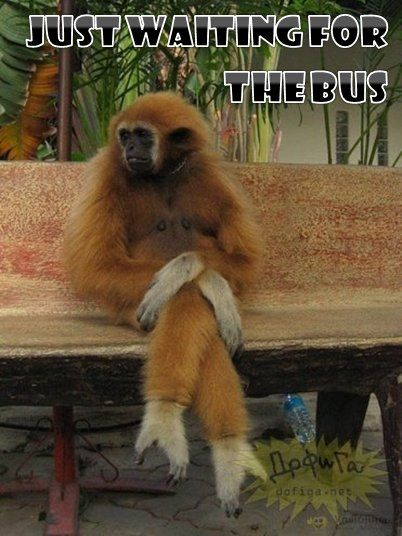 JUST WAITING FOR
THE BUS
ДофиГа
dofiga.net